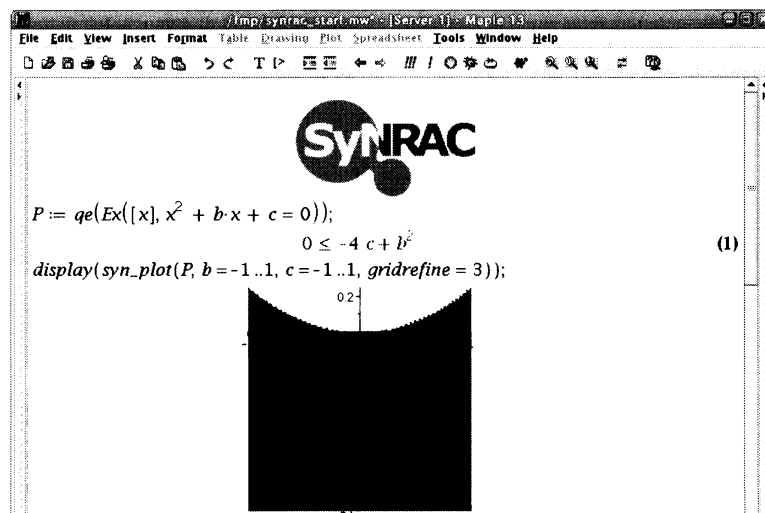 /tmp/synrac_start.mw* - [Server 1] - Maple 13
File Edit View Insert Format Table Drawing Plot Spreadsheet Tools Window Help
SyNRAC
P := qe(Ex([x], x² + b·x + c = 0));
0 ≤ -4 c + b²
(1)
display(syn_plot(P, b = -1 ..1, c = -1 ..1, gridrefine = 3));
0.2